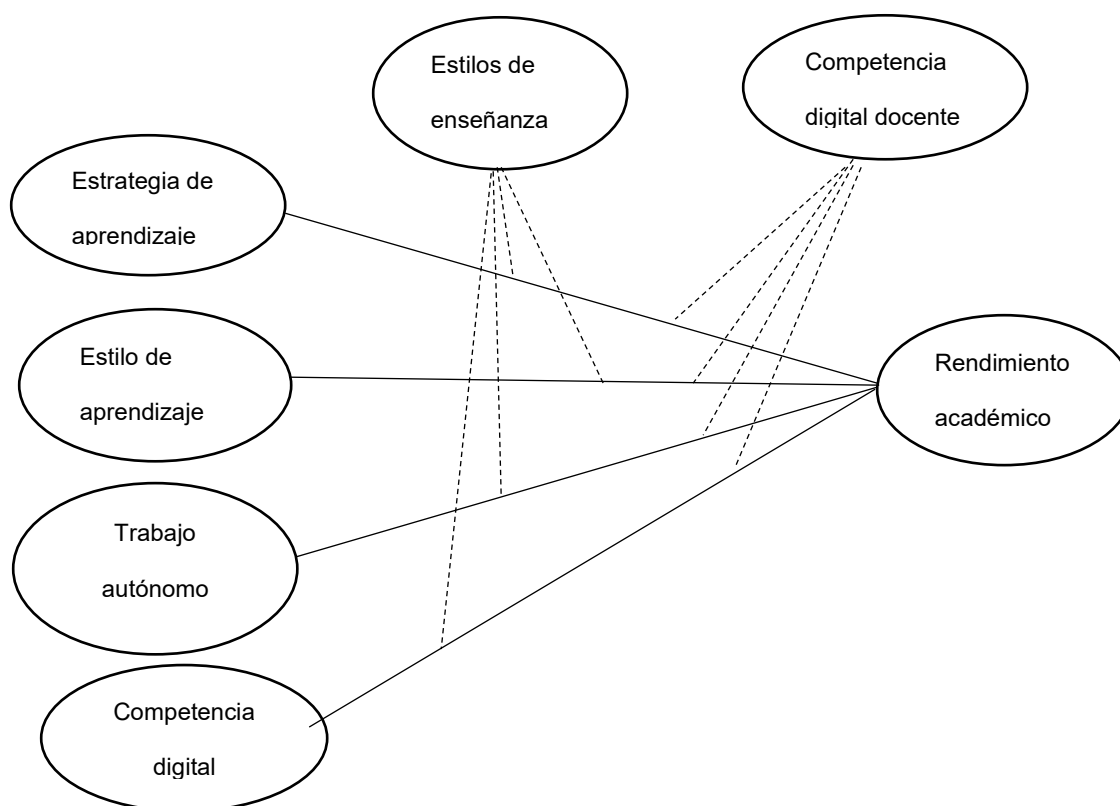 Estilos de
enseñanza
Competencia
digital docente
Estrategia de
aprendizaje
Estilo de
aprendizaje
Rendimiento
académico
Trabajo
autónomo
Competencia
digital